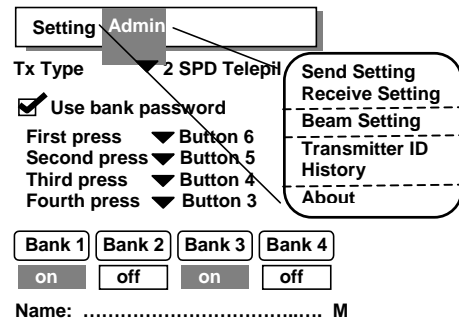 Setting Admin
Tx Type 2 SPD Telepil
Use bank password
First press Button 6
Second press Button 5
Third press Button 4
Fourth press Button 3
Send Setting
Receive Setting
Beam Setting
Transmitter ID
History
About
Bank 1 Bank 2 Bank 3 Bank 4
on off on off
Name: ……………………………..…. M